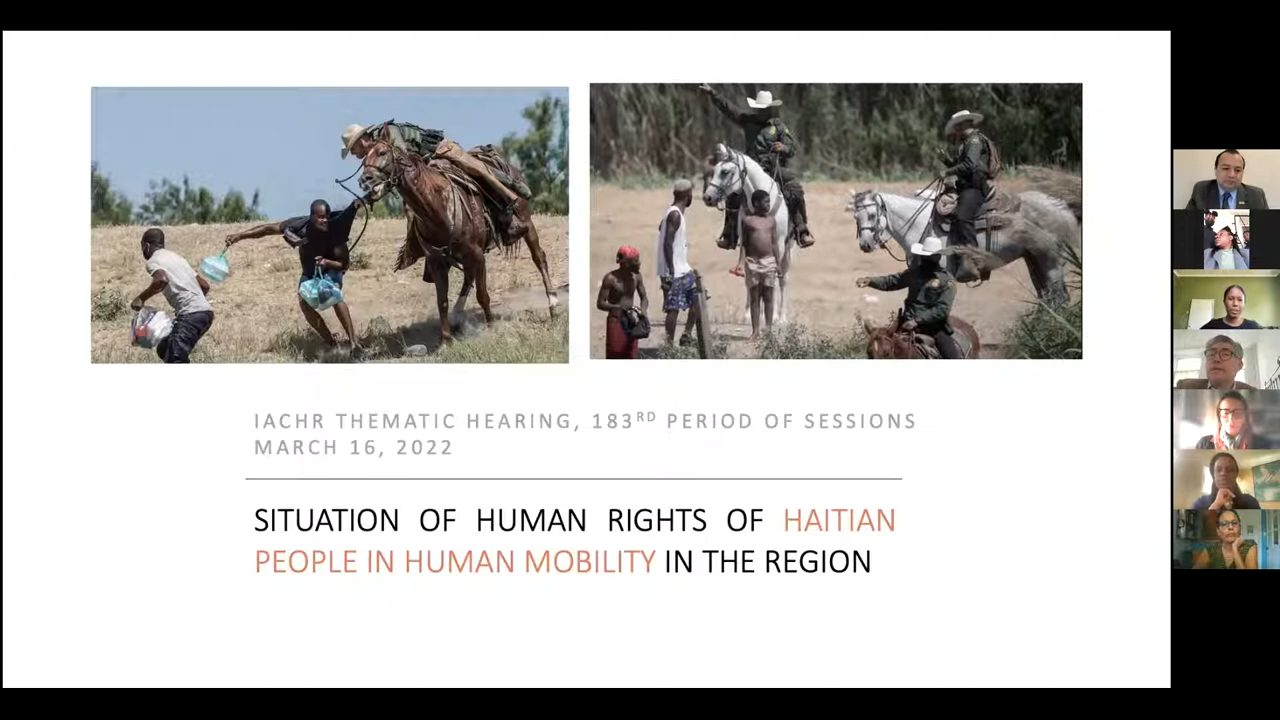 IACHR THEMATIC HEARING, 183RD PERIOD OF SESSIONS
MARCH 16, 2022
SITUATION OF HUMAN RIGHTS OF HAITIAN
PEOPLE IN HUMAN MOBILITY IN THE REGION